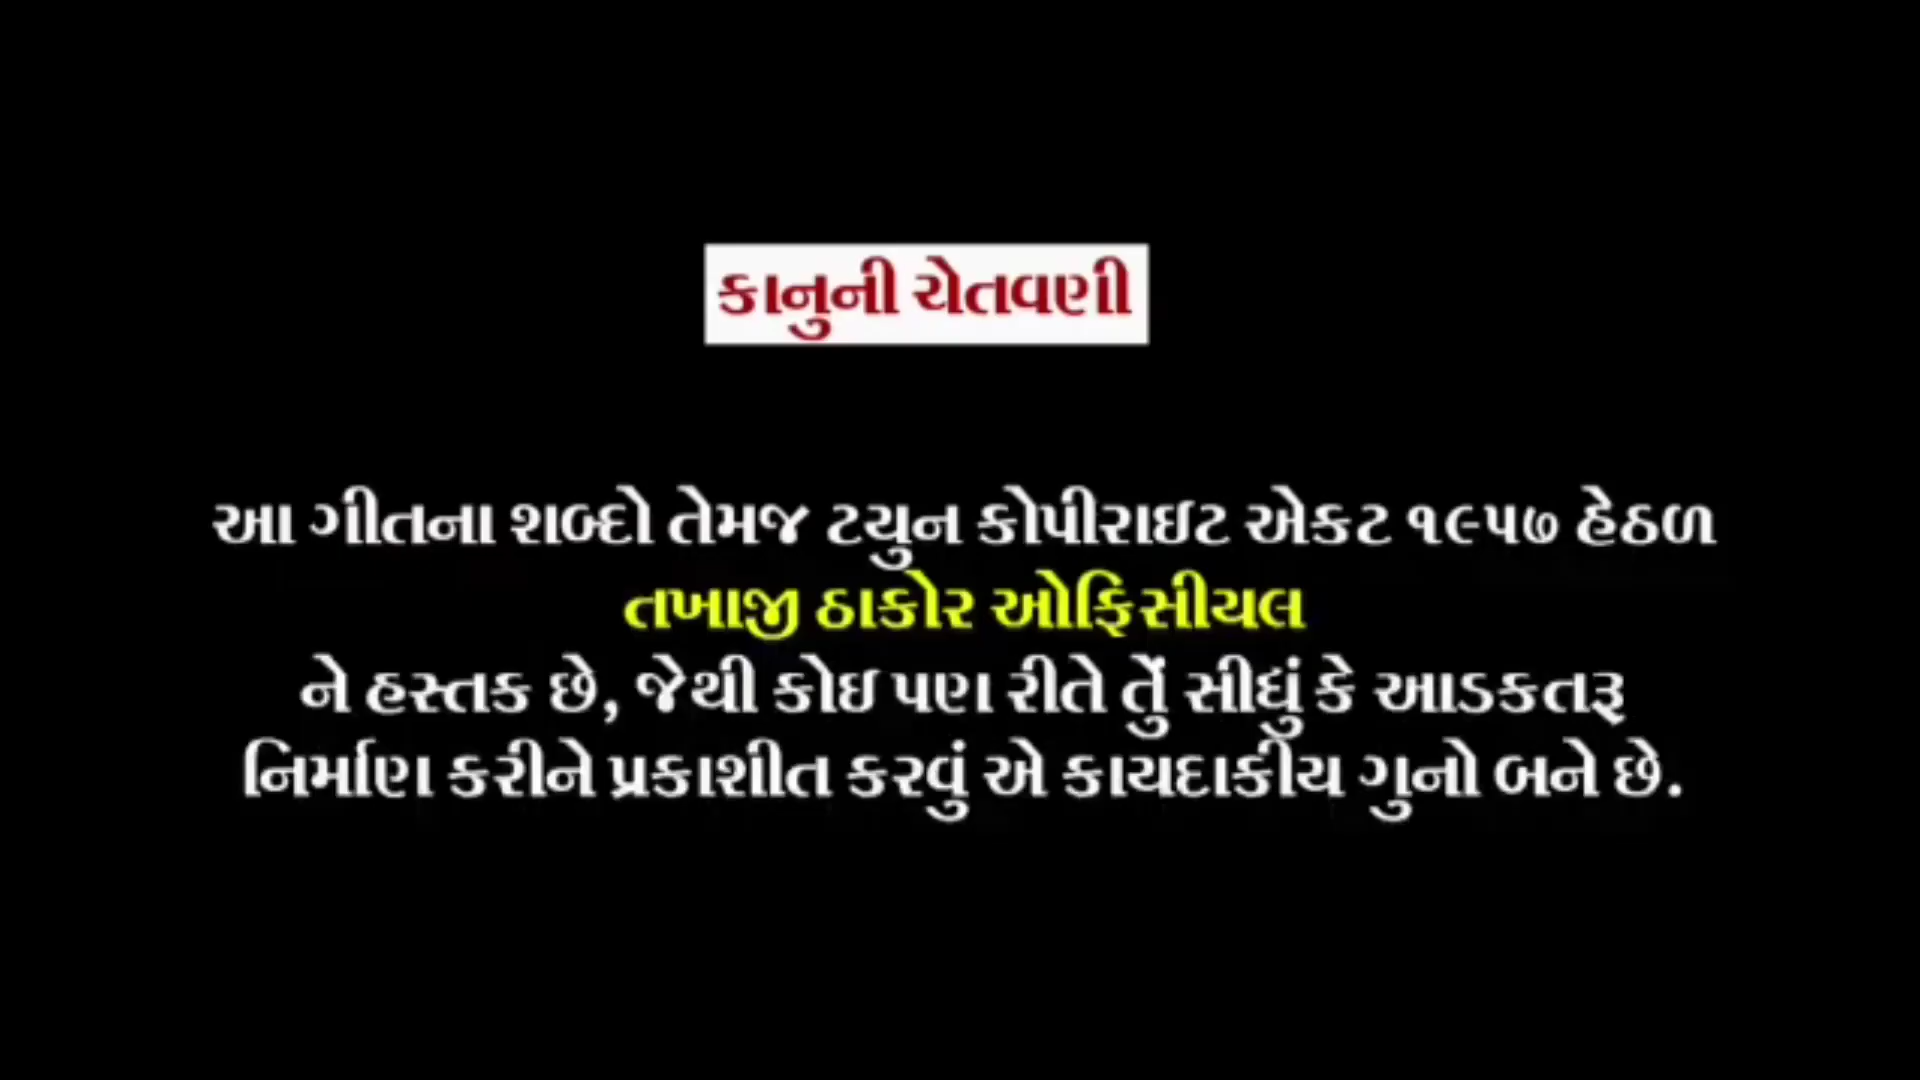 કાનુની ચેતવણી
આ ગીતના શબ્દો તેમજ ટયુન કોપીરાઇટ એકટ ૧૯૫૭ હેઠળ
તખાજી ઠાકોર ઓફિસીયલ
ને હસ્તક છે, જેથી કોઇ પણ રીતે તેું સીધું કે આડકતરૂ
નિર્માણ કરીને પ્રકાશીત કરવું એ કાયદાકીય ગુનો બને છે.